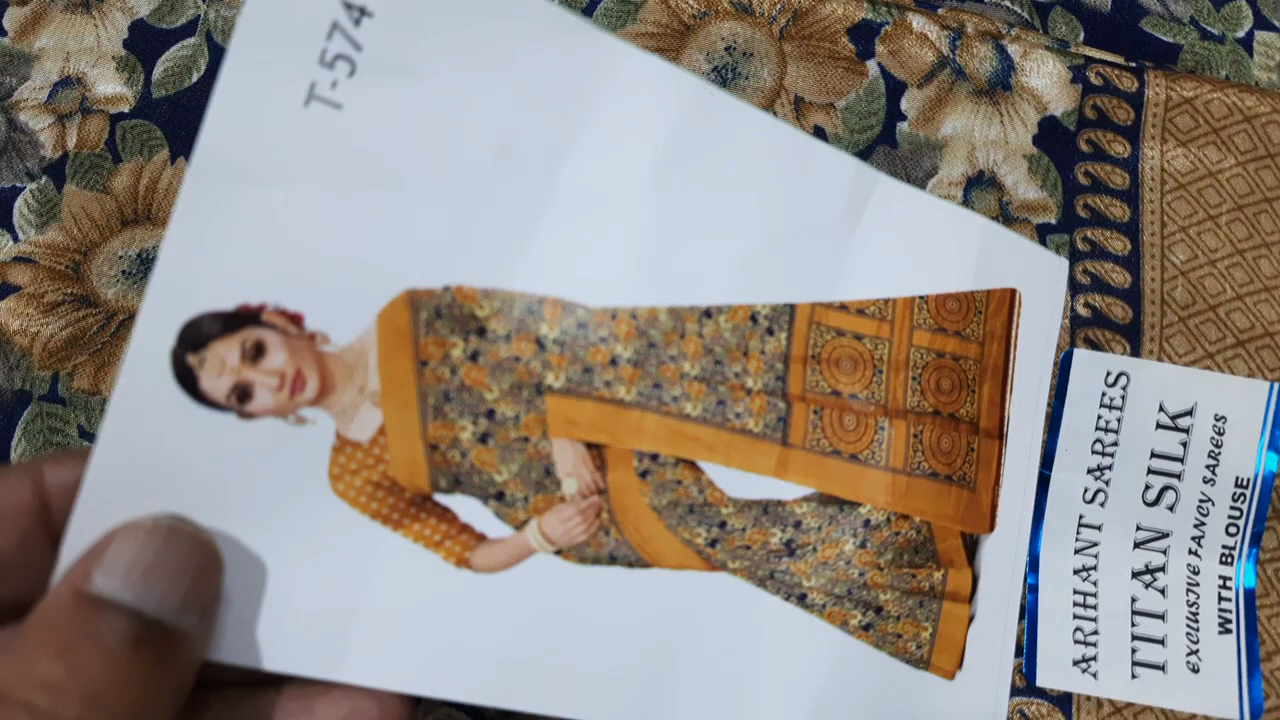 T-574
ARIHANT SAREES
TITAN SILK
EXCLUSIVE FANCY SAREES
WITH BLOUSE